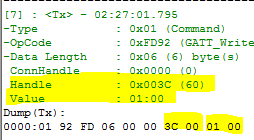 [7] : <Tx> - 02:27:01.795
-Type : 0x01 (Command)
-OpCode : 0xFD92 (GATT_Write
-Data Length : 0x06 (6) byte(s)
ConnHandle : 0x0000 (0)
Handle : 0x003C (60)
Value : 01:00
Dump(Tx):
0000:01 92 FD 06 00 00 3C 00 01 00